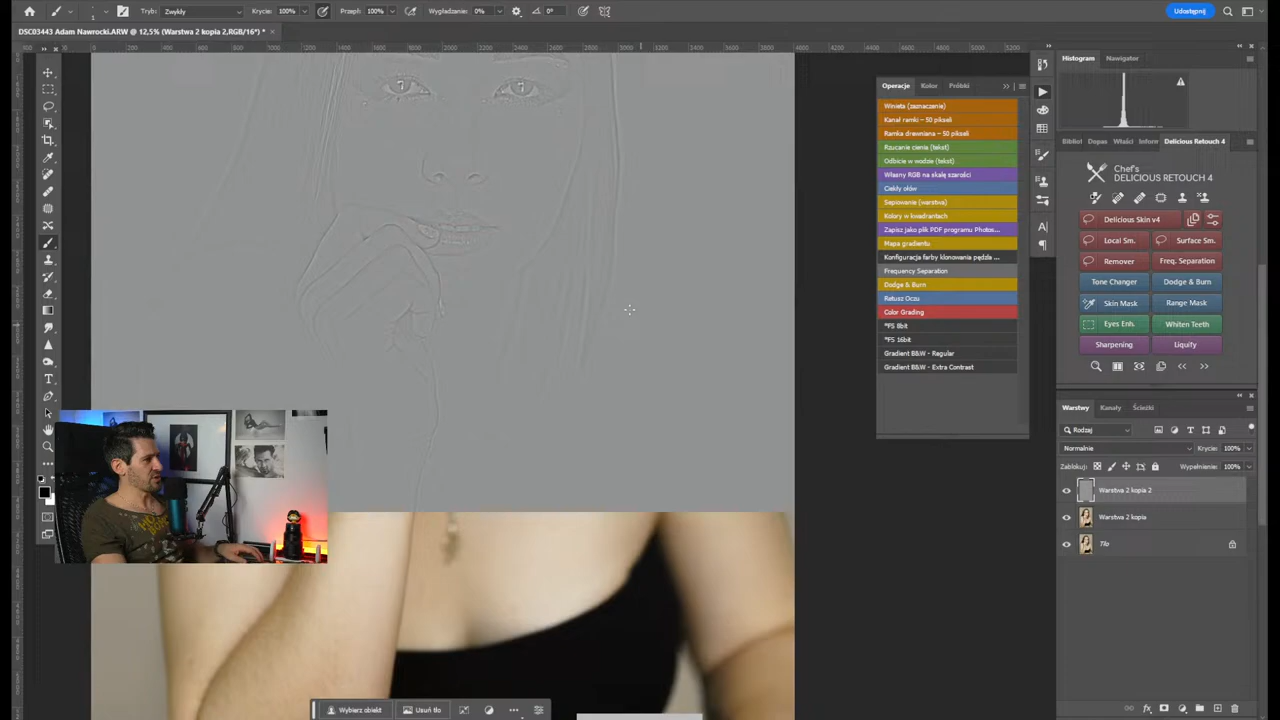 Tryb: Zwykły Krycie: 100% Przepł: 100% Wygładzanie: 0% 0° Udostępnij
DSC03443 Adam Nawrocki.ARW @ 12,5% (Warstwa 2 kopia 2,RGB/16*) *
Histogram Nawigator
Operacje Kolor Próbki
Winieta (zaznaczanie)
Kanał ramki – 50 pikseli
Ramka drewniana – 50 pikseli
Rzucanie cienia (tekst)
Odbicie w wodzie (tekst)
Własny RGB na skalę szarości
Ciekły ołów
Sepiowanie (warstwa)
Kolory w kwadrantach
Zapisz jako plik PDF programu Photos...
Mapa gradientu
Konfiguracja farby klonowania pędzla ...
Frequency Separation
Dodge & Burn
Retusz Oczu
Color Grading
*FS 8bit
*FS 16bit
Gradient B&W - Regular
Gradient B&W - Extra Contrast
Bibliot Dopas Właści Inform Delicious Retouch 4
Chef's
DELICIOUS RETOUCH 4
Delicious Skin v4
Local Sm. Surface Sm.
Remover Freq. Separation
Tone Changer Dodge & Burn
Skin Mask Range Mask
Eyes Enh. Whiten Teeth
Sharpening Liquify
Warstwy Kanały Ścieżki
Rodzaj
Normalnie Krycie: 100%
Zablokuj: Wypełnienie: 100%
Warstwa 2 kopia 2
Warstwa 2 kopia
Tło
Wybierz obiekt Usuń tło